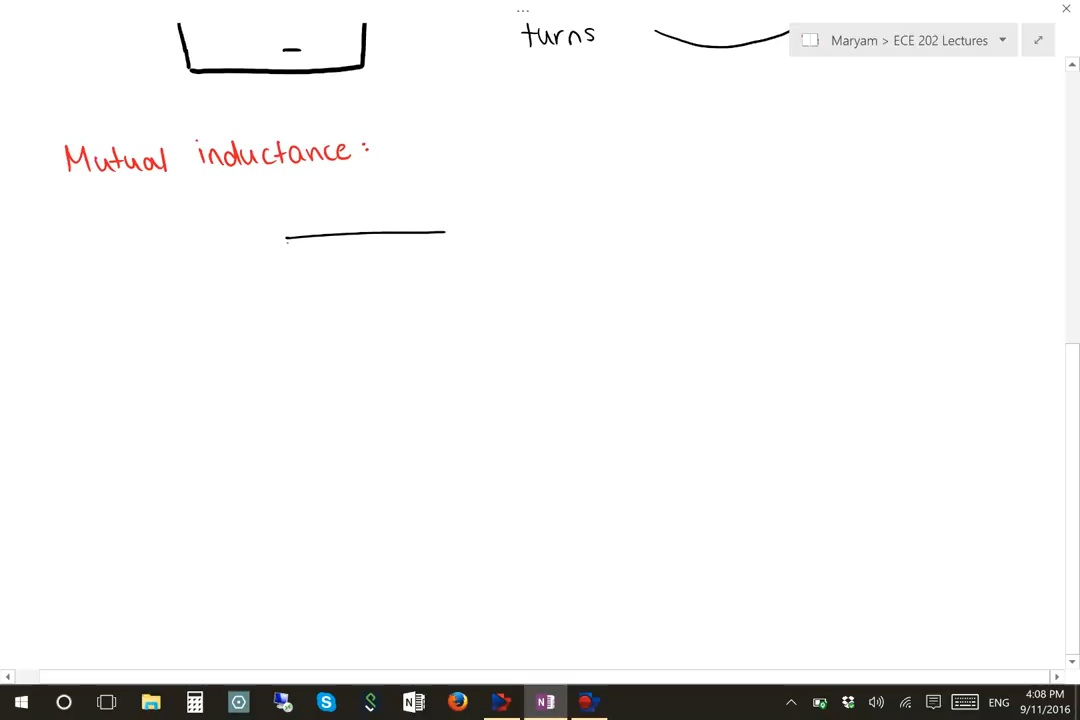 ...
turns
Maryam > ECE 202 Lectures
Mutual inductance:
4:08 PM
ENG
9/11/2016